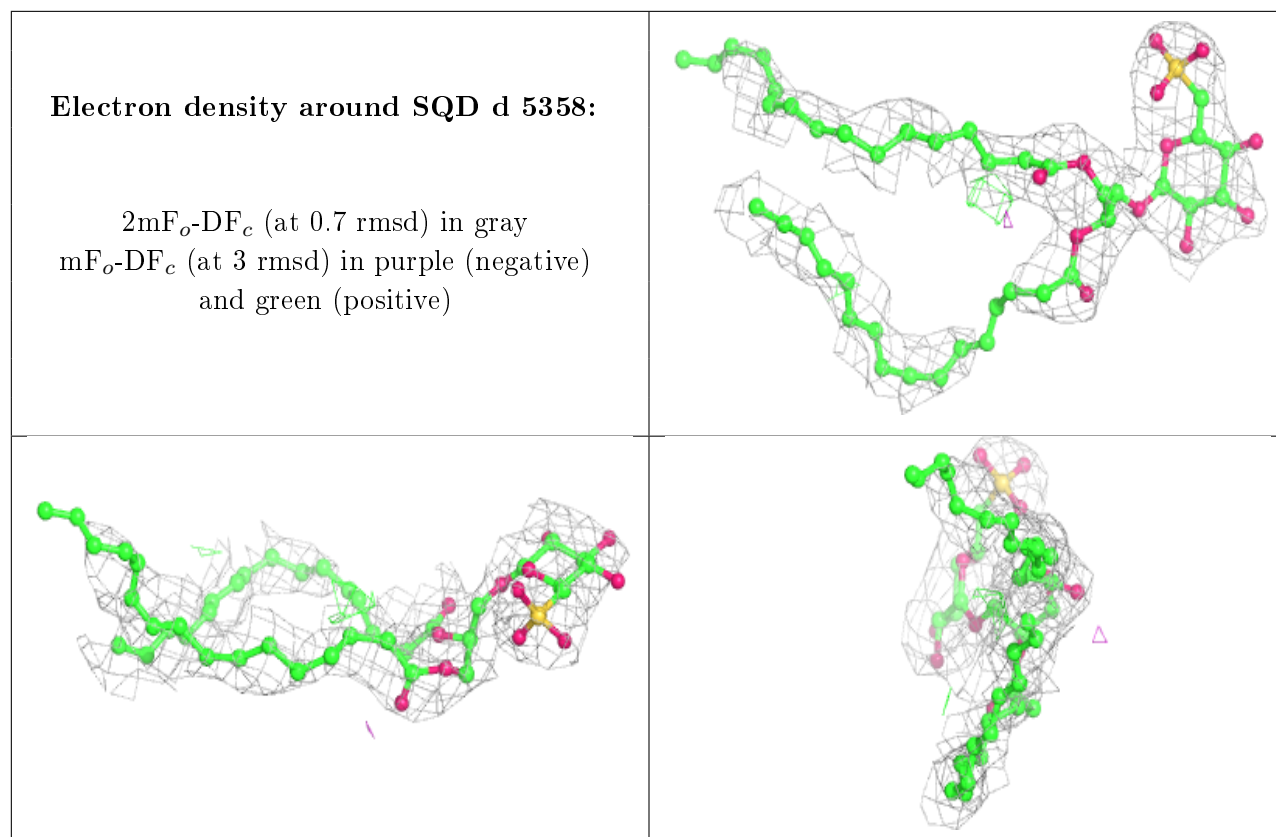 Electron density around SQD d 5358:
2mFₒ-DF𝒸 (at 0.7 rmsd) in gray
mFₒ-DF𝒸 (at 3 rmsd) in purple (negative)
and green (positive)